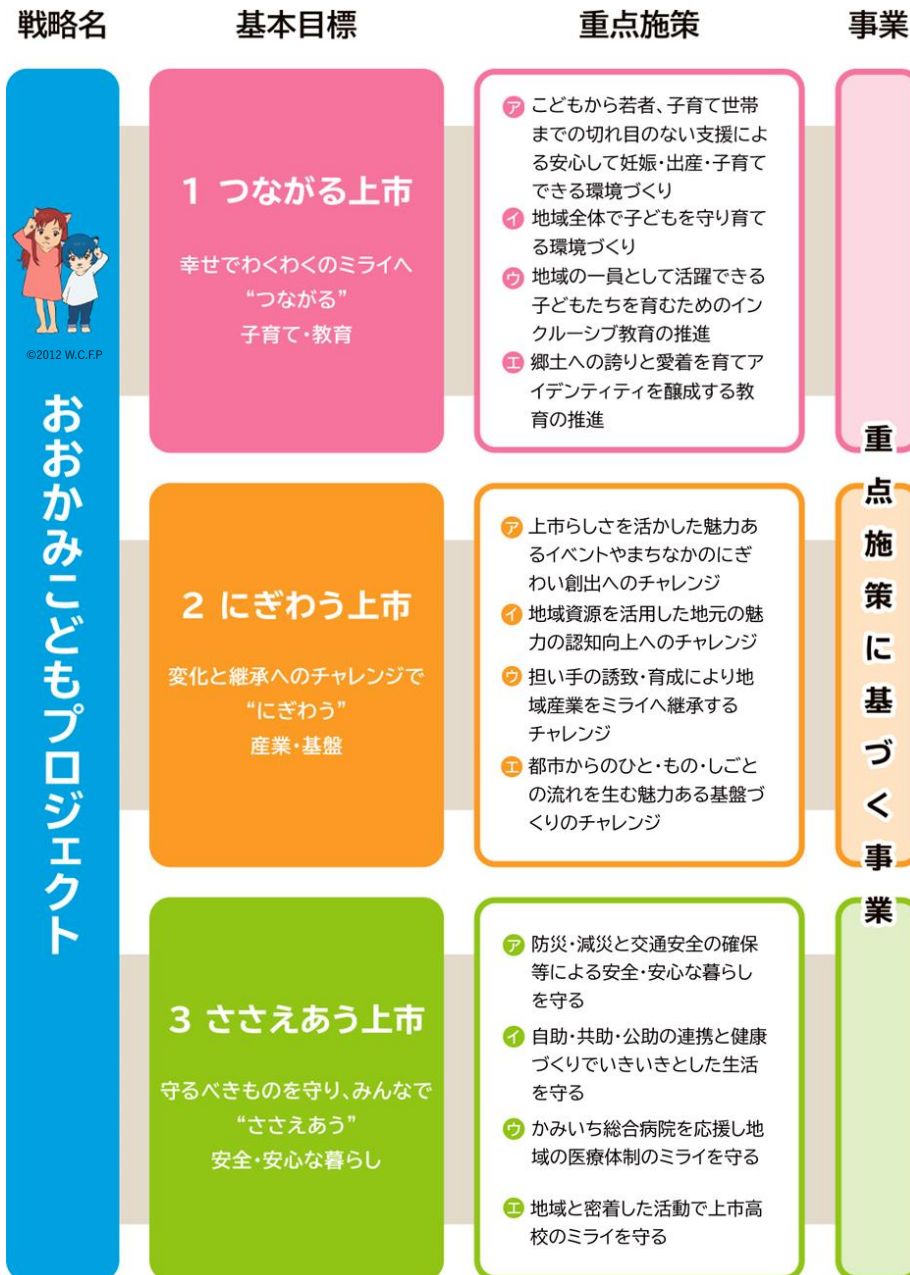 戦略名
基本目標
重点施策
事業
©2012 W.C.F.P
おおかみこどもプロジェクト
1 つながる上市
幸せでわくわくのミライへ
“つながる”
子育て・教育
ア こどもから若者、子育て世帯
までの切れ目のない支援によ
る安心して妊娠・出産・子育て
できる環境づくり
イ 地域全体で子どもを守り育て
る環境づくり
ウ 地域の一員として活躍できる
子どもたちを育むためのイン
クルーシブ教育の推進
エ 郷土への誇りと愛着を育てア
イデンティティを醸成する教
育の推進
2 にぎわう上市
変化と継承へのチャレンジで
“にぎわう”
産業・基盤
ア 上市らしさを活かした魅力あ
るイベントやまちなかのにぎ
わい創出へのチャレンジ
イ 地域資源を活用した地元の魅
力の認知向上へのチャレンジ
ウ 担い手の誘致・育成により地
域産業をミライへ継承する
チャレンジ
エ 都市からのひと・もの・しごと
の流れを生む魅力ある基盤づ
くりのチャレンジ
3 ささえあう上市
守るべきものを守り、みんなで
“ささえあう”
安全・安心な暮らし
ア 防災・減災と交通安全の確保
等による安全・安心な暮らし
を守る
イ 自助・共助・公助の連携と健康
づくりでいきいきとした生活
を守る
ウ かみいち総合病院を応援し地
域の医療体制のミライを守る
エ 地域と密着した活動で上市高
校のミライを守る
重点施策に基づく事業